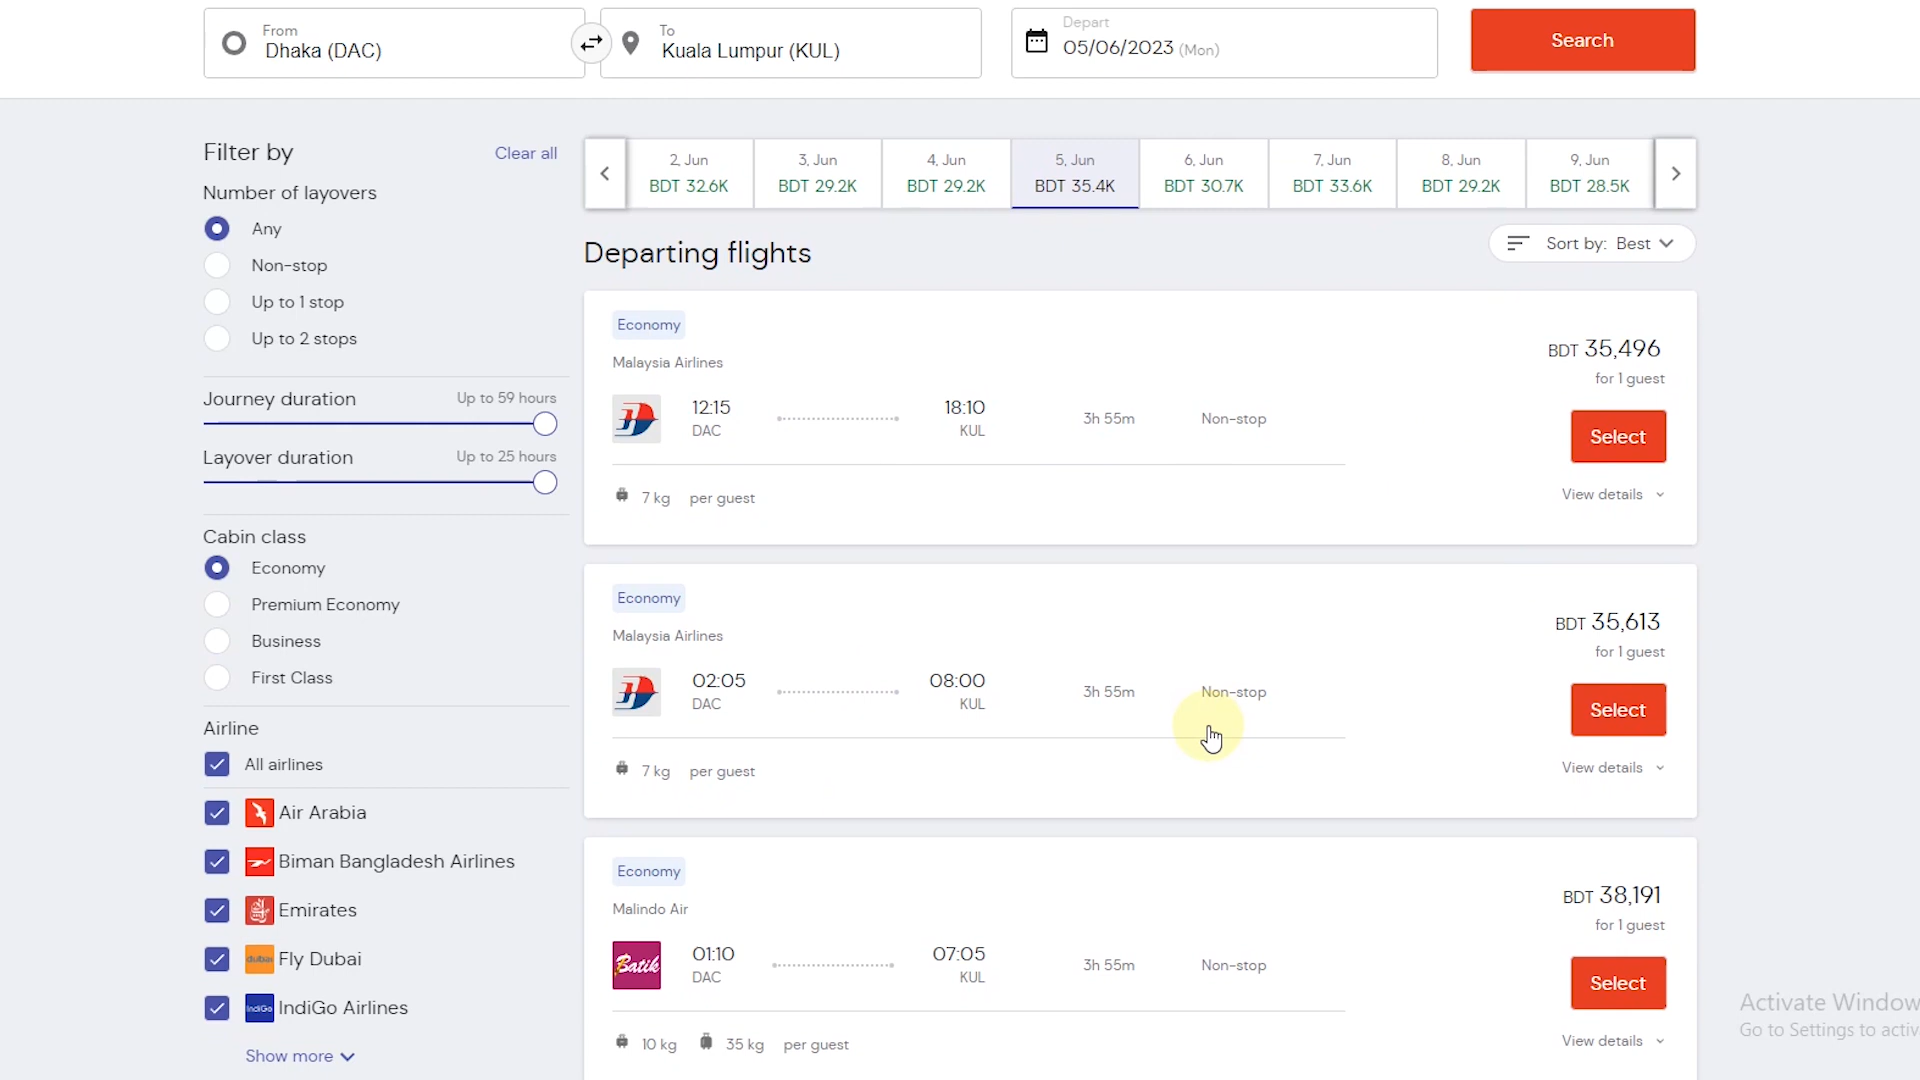 From
Dhaka (DAC)
To
Kuala Lumpur (KUL)
Depart
05/06/2023 (Mon)
Search
Filter by
Clear all
Number of layovers
Any
Non-stop
Up to 1 stop
Up to 2 stops
Journey duration
Up to 59 hours
Layover duration
Up to 25 hours
Cabin class
Economy
Premium Economy
Business
First Class
Airline
All airlines
Air Arabia
Biman Bangladesh Airlines
Emirates
dubai Fly Dubai
IndiGo IndiGo Airlines
Show more
2, Jun
BDT 32.6K
3, Jun
BDT 29.2K
4, Jun
BDT 29.2K
5, Jun
BDT 35.4K
6, Jun
BDT 30.7K
7, Jun
BDT 33.6K
8, Jun
BDT 29.2K
9, Jun
BDT 28.5K
Departing flights
Sort by: Best
Economy
Malaysia Airlines
12:15
DAC
18:10
KUL
3h 55m
Non-stop
7 kg per guest
BDT 35,496
for 1 guest
Select
View details
Economy
Malaysia Airlines
02:05
DAC
08:00
KUL
3h 55m
Non-stop
7 kg per guest
BDT 35,613
for 1 guest
Select
View details
Economy
Malindo Air
Batik
01:10
DAC
07:05
KUL
3h 55m
Non-stop
10 kg 35 kg per guest
BDT 38,191
for 1 guest
Select
View details
Activate Window
Go to Settings to activ